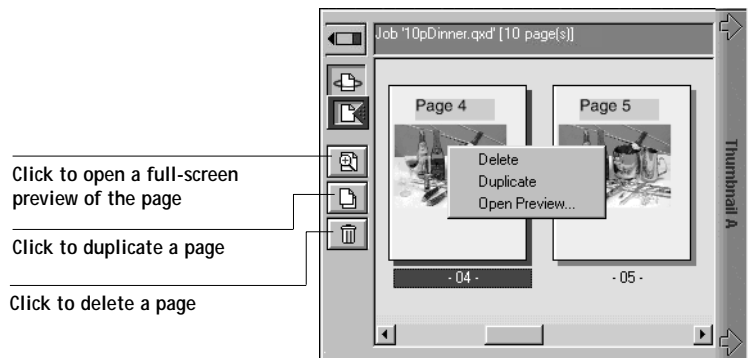 Job '10pDinner.qxd' [10 page(s)]
Page 4
Page 5
Delete
Duplicate
Open Preview...
Thumbnail A
Click to open a full-screen
preview of the page
Click to duplicate a page
Click to delete a page
- 04 -
- 05 -